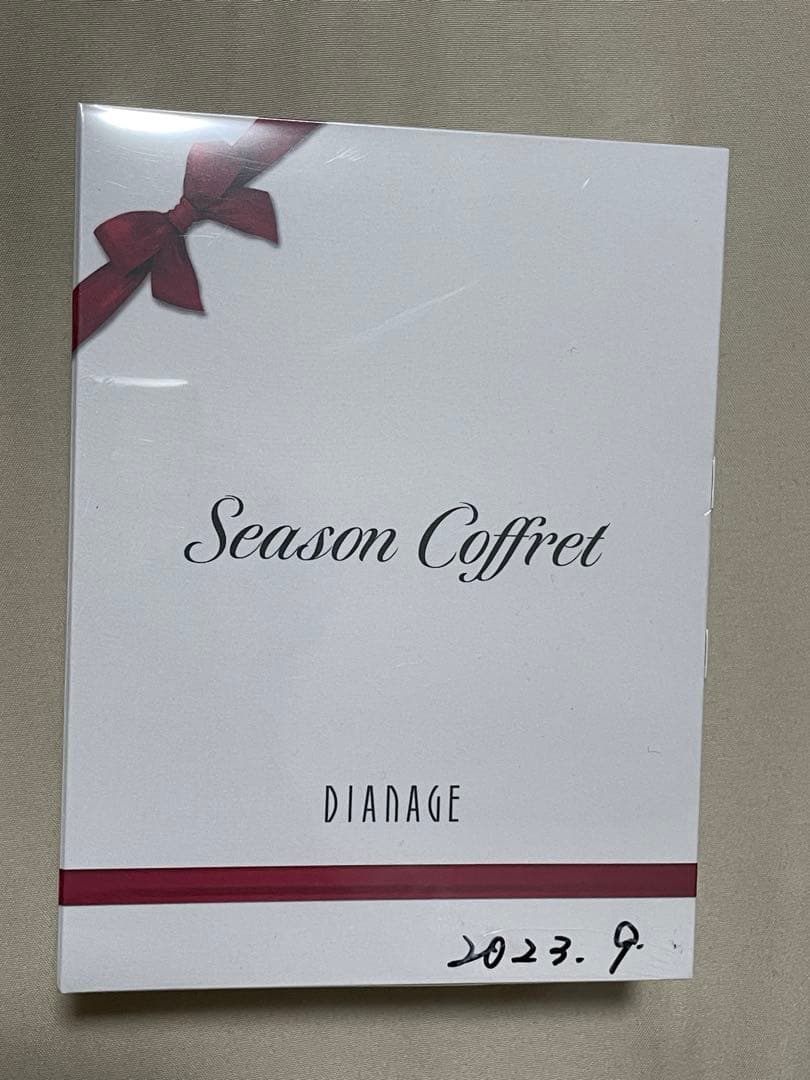 Season Coffret
DIANAGE
2023. 9.